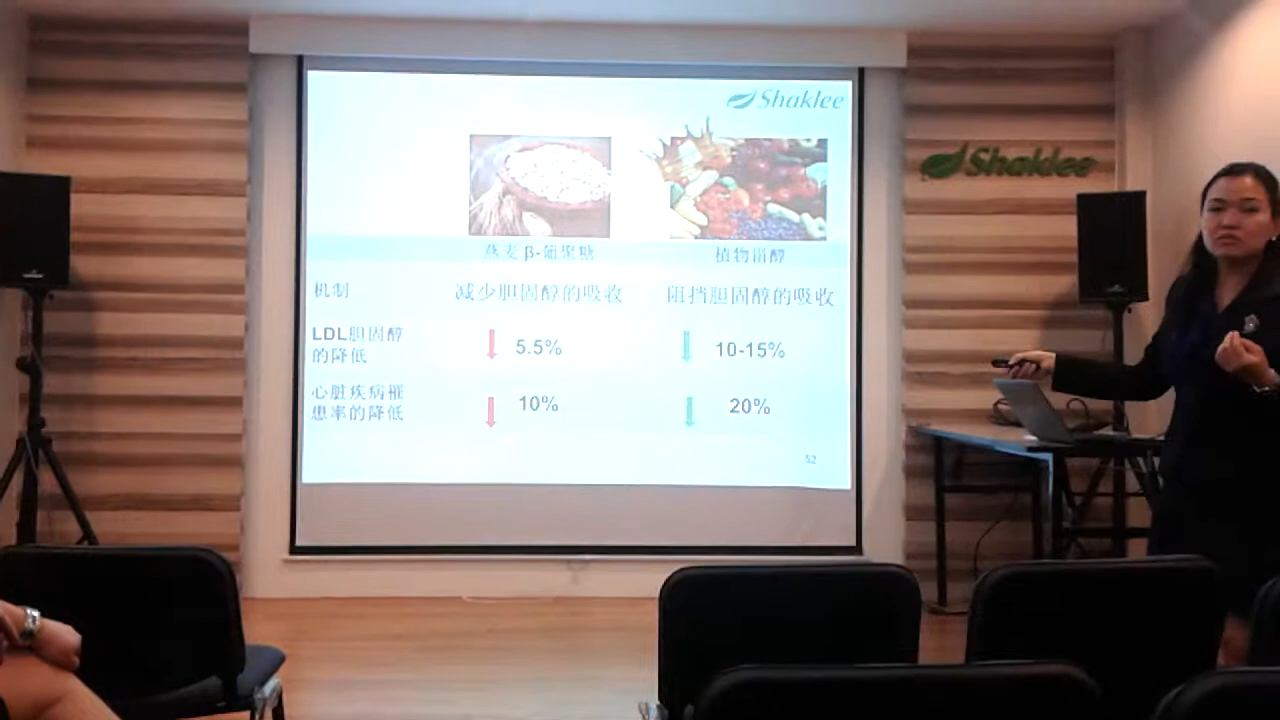 Shaklee
Shaklee
燕麦 β-葡聚糖
植物甾醇
机制
减少胆固醇的吸收
阻挡胆固醇的吸收
LDL胆固醇
的降低
5.5%
10-15%
心脏疾病罹
患率的降低
10%
20%
52